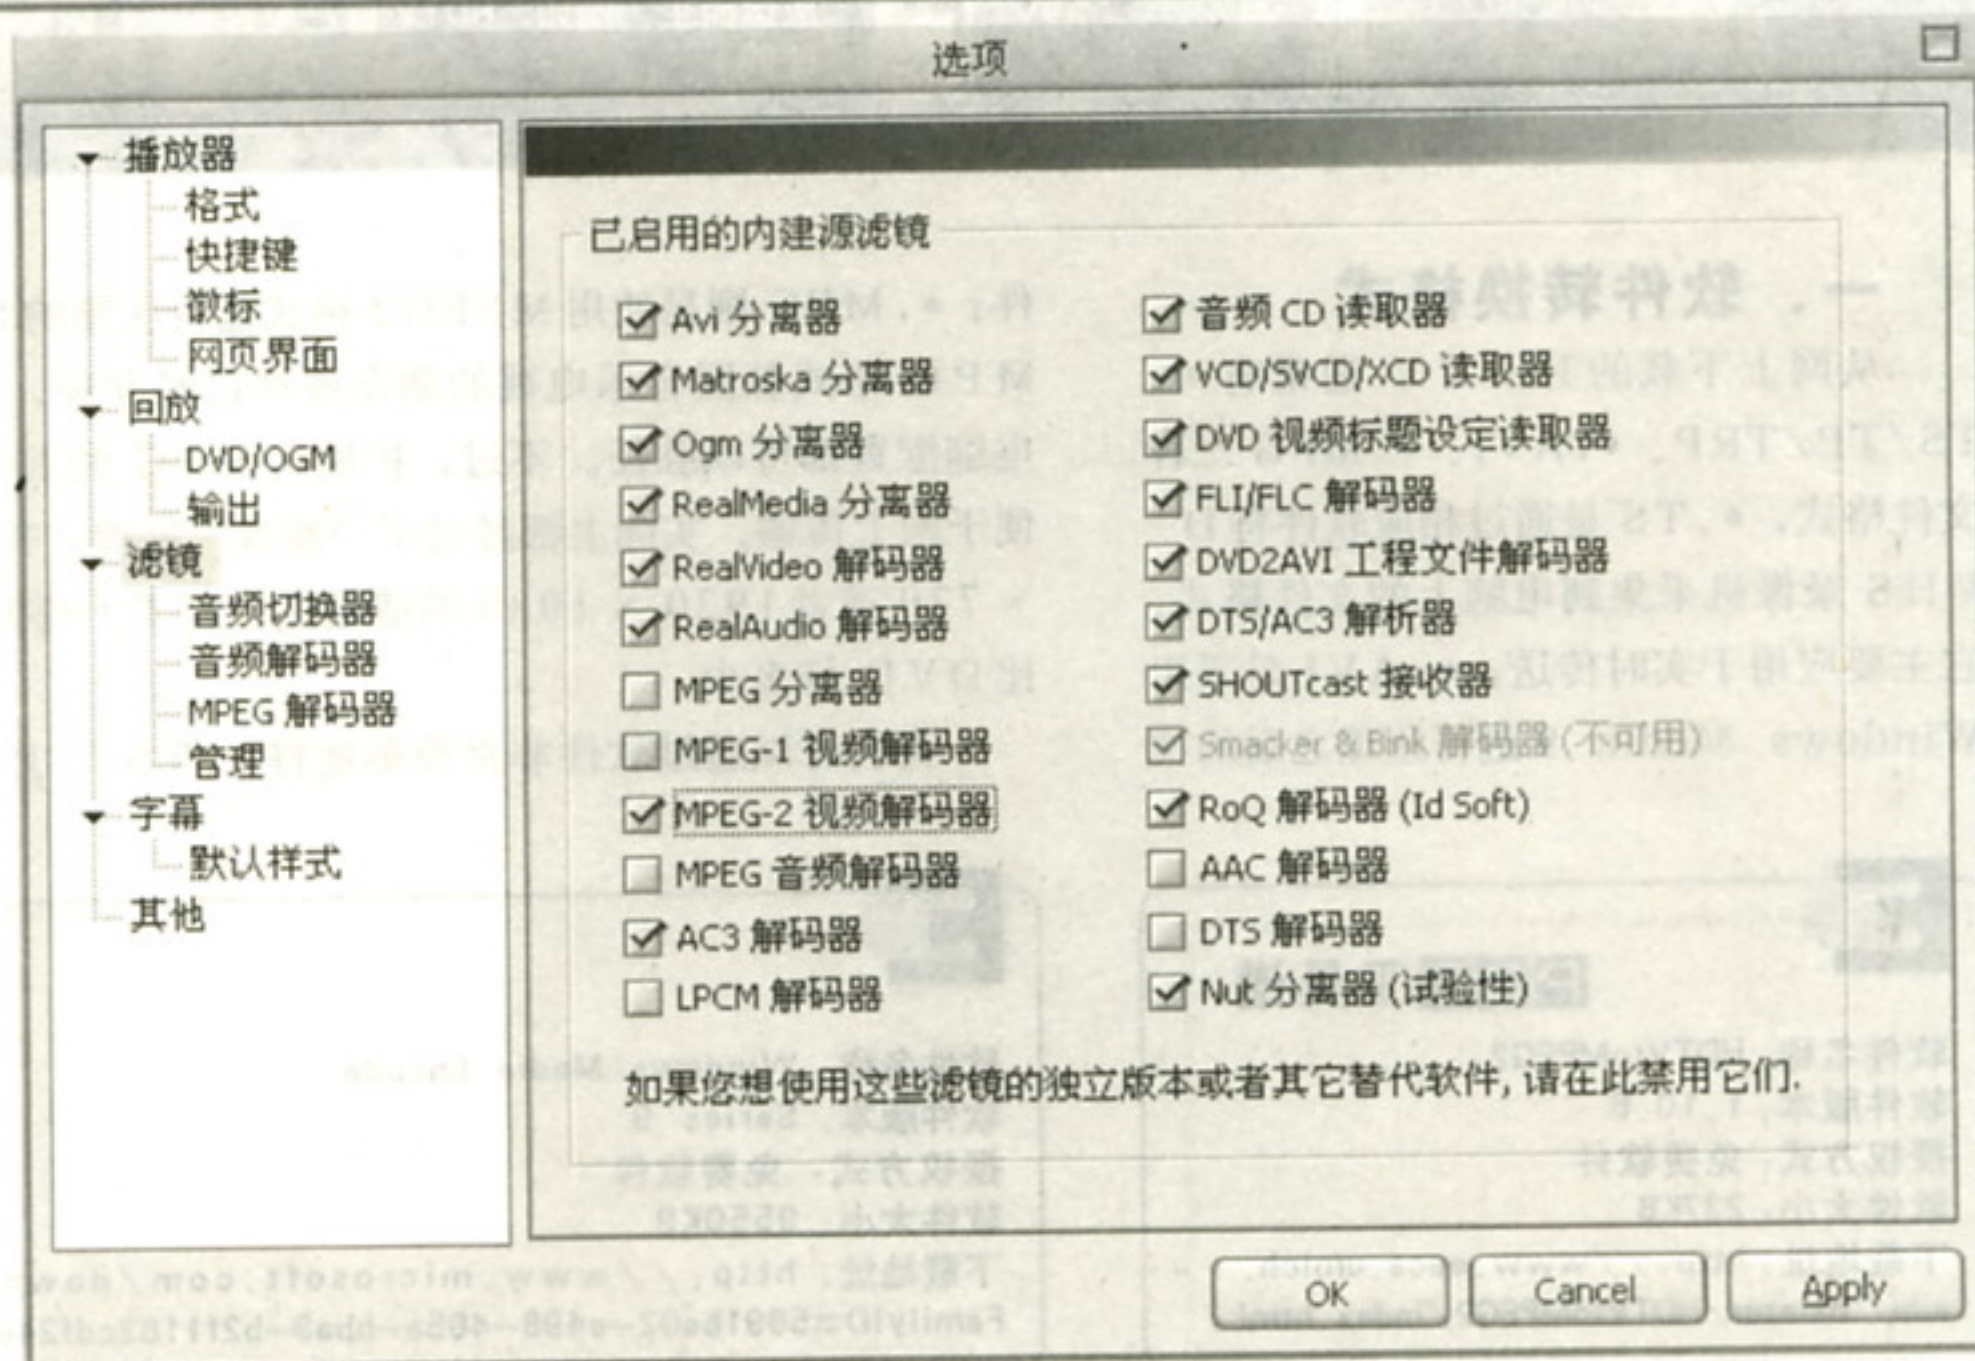 选项
播放器
格式
快捷键
徽标
网页界面
回放
DVD/OGM
输出
滤镜
音频切换器
音频解码器
MPEG 解码器
管理
字幕
默认样式
其他
已启用的内建源滤镜
Avi 分离器
Matroska 分离器
Ogm 分离器
RealMedia 分离器
RealVideo 解码器
RealAudio 解码器
MPEG 分离器
MPEG-1 视频解码器
MPEG-2 视频解码器
MPEG 音频解码器
AC3 解码器
LPCM 解码器
音频 CD 读取器
VCD/SVCD/XCD 读取器
DVD 视频标题设定读取器
FLI/FLC 解码器
DVD2AVI 工程文件解码器
DTS/AC3 解析器
SHOUTcast 接收器
Smacker & Bink 解码器 (不可用)
RoQ 解码器 (Id Soft)
AAC 解码器
DTS 解码器
Nut 分离器 (试验性)
如果您想使用这些滤镜的独立版本或者其它替代软件, 请在此禁用它们.
OK
Cancel
Apply